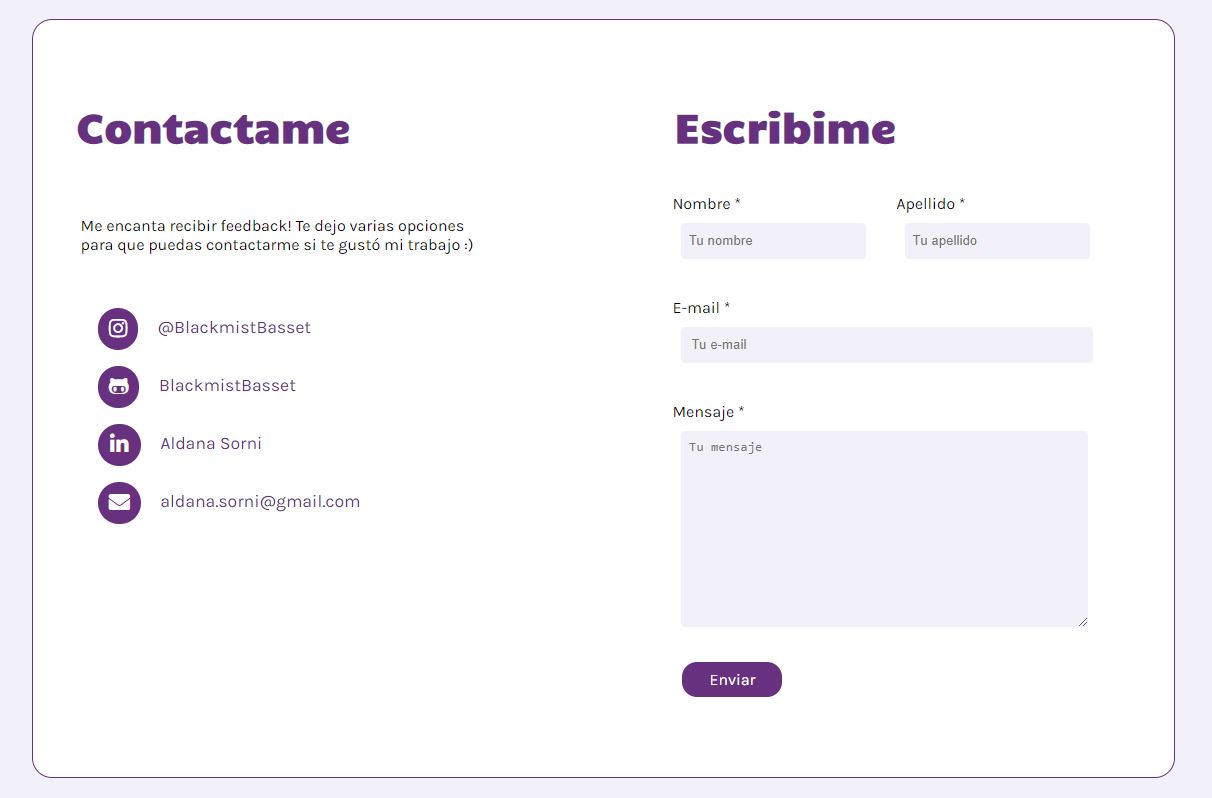 Contactame
Me encanta recibir feedback! Te dejo varias opciones
para que puedas contactarme si te gustó mi trabajo :)
@BlackmistBasset
BlackmistBasset
in
Aldana Sorni
aldana.sorni@gmail.com
Escribime
Nombre * Apellido *
Tu nombre Tu apellido
E-mail *
Tu e-mail
Mensaje *
Tu mensaje
Enviar